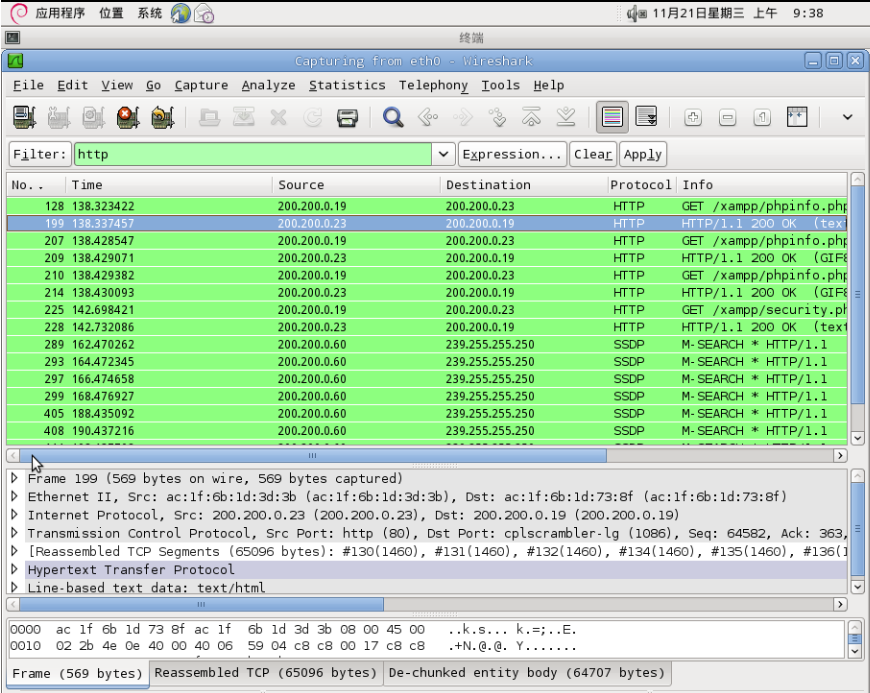 应用程序 位置 系统 11月21日星期三 上午 9:38
终端
Capturing from eth0 - Wireshark
File Edit View Go Capture Analyze Statistics Telephony Tools Help
Filter: http Expression... Clear Apply
No. . Time Source Destination Protocol Info
128 138.323422 200.200.0.19 200.200.0.23 HTTP GET /xampp/phpinfo.php
199 138.337457 200.200.0.23 200.200.0.19 HTTP HTTP/1.1 200 OK (text
207 138.428547 200.200.0.19 200.200.0.23 HTTP GET /xampp/phpinfo.php
209 138.429071 200.200.0.23 200.200.0.19 HTTP HTTP/1.1 200 OK (GIF8
210 138.429382 200.200.0.19 200.200.0.23 HTTP GET /xampp/phpinfo.php
214 138.430093 200.200.0.23 200.200.0.19 HTTP HTTP/1.1 200 OK (GIF8
225 142.698421 200.200.0.19 200.200.0.23 HTTP GET /xampp/security.ph
228 142.732086 200.200.0.23 200.200.0.19 HTTP HTTP/1.1 200 OK (text
289 162.470262 200.200.0.60 239.255.255.250 SSDP M-SEARCH * HTTP/1.1
293 164.472345 200.200.0.60 239.255.255.250 SSDP M-SEARCH * HTTP/1.1
297 166.474658 200.200.0.60 239.255.255.250 SSDP M-SEARCH * HTTP/1.1
299 168.476927 200.200.0.60 239.255.255.250 SSDP M-SEARCH * HTTP/1.1
405 188.435092 200.200.0.60 239.255.255.250 SSDP M-SEARCH * HTTP/1.1
408 190.437216 200.200.0.60 239.255.255.250 SSDP M-SEARCH * HTTP/1.1
Frame 199 (569 bytes on wire, 569 bytes captured)
Ethernet II, Src: ac:1f:6b:1d:3d:3b (ac:1f:6b:1d:3d:3b), Dst: ac:1f:6b:1d:73:8f (ac:1f:6b:1d:73:8f)
Internet Protocol, Src: 200.200.0.23 (200.200.0.23), Dst: 200.200.0.19 (200.200.0.19)
Transmission Control Protocol, Src Port: http (80), Dst Port: cplscrambler-lg (1086), Seq: 64582, Ack: 363,
[Reassembled TCP Segments (65096 bytes): #130(1460), #131(1460), #132(1460), #134(1460), #135(1460), #136(1
Hypertext Transfer Protocol
Line-based text data: text/html
0000 ac 1f 6b 1d 73 8f ac 1f 6b 1d 3d 3b 08 00 45 00 ..k.s... k.=;..E.
0010 02 2b 4e 0e 40 00 40 06 59 04 c8 c8 00 17 c8 c8 .+N.@.@. Y.......
Frame (569 bytes) Reassembled TCP (65096 bytes) De-chunked entity body (64707 bytes)